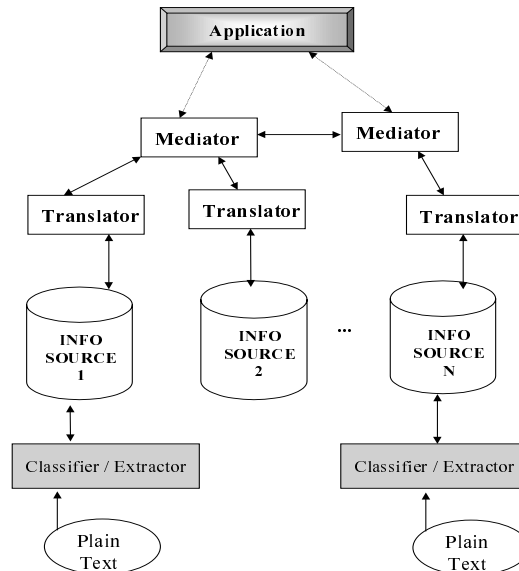 Application
Mediator
Mediator
Translator
Translator
Translator
INFO
SOURCE
1
INFO
SOURCE
2
...
INFO
SOURCE
N
Classifier / Extractor
Classifier / Extractor
Plain
Text
Plain
Text